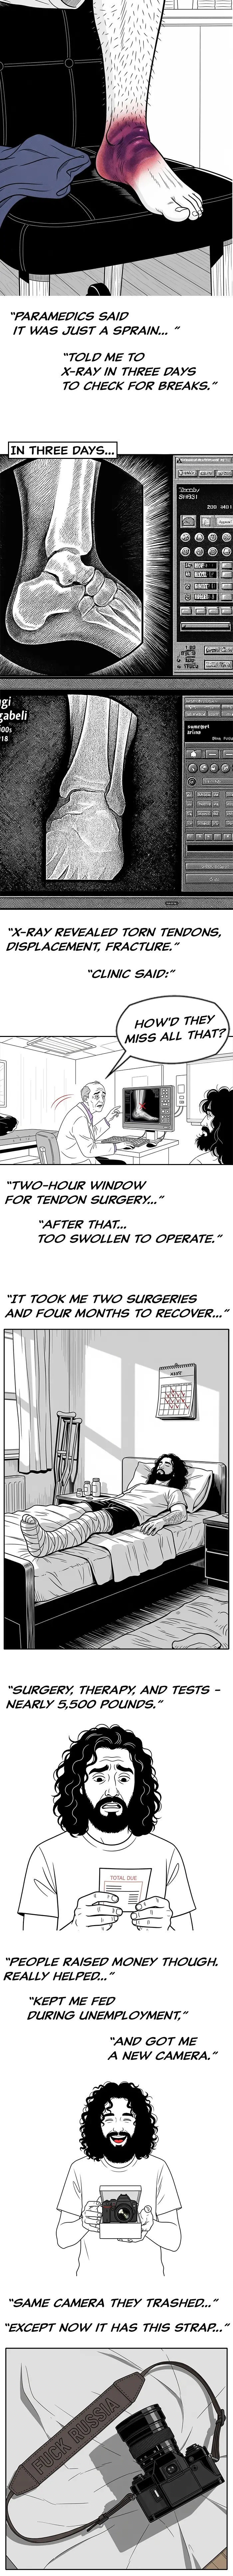 "PARAMEDICS SAID
IT WAS JUST A SPRAIN... "
"TOLD ME TO
X-RAY IN THREE DAYS
TO CHECK FOR BREAKS."
IN THREE DAYS...
"X-RAY REVEALED TORN TENDONS,
DISPLACEMENT, FRACTURE."
"CLINIC SAID:"
HOW'D THEY
MISS ALL THAT?
"TWO-HOUR WINDOW
FOR TENDON SURGERY..."
"AFTER THAT...
TOO SWOLLEN TO OPERATE."
"IT TOOK ME TWO SURGERIES
AND FOUR MONTHS TO RECOVER..."
"SURGERY, THERAPY, AND TESTS -
NEARLY 5,500 POUNDS."
TOTAL DUE
"PEOPLE RAISED MONEY THOUGH.
REALLY HELPED..."
"KEPT ME FED
DURING UNEMPLOYMENT,"
"AND GOT ME
A NEW CAMERA."
"SAME CAMERA THEY TRASHED..."
"EXCEPT NOW IT HAS THIS STRAP..."
FUCK RUSSIA